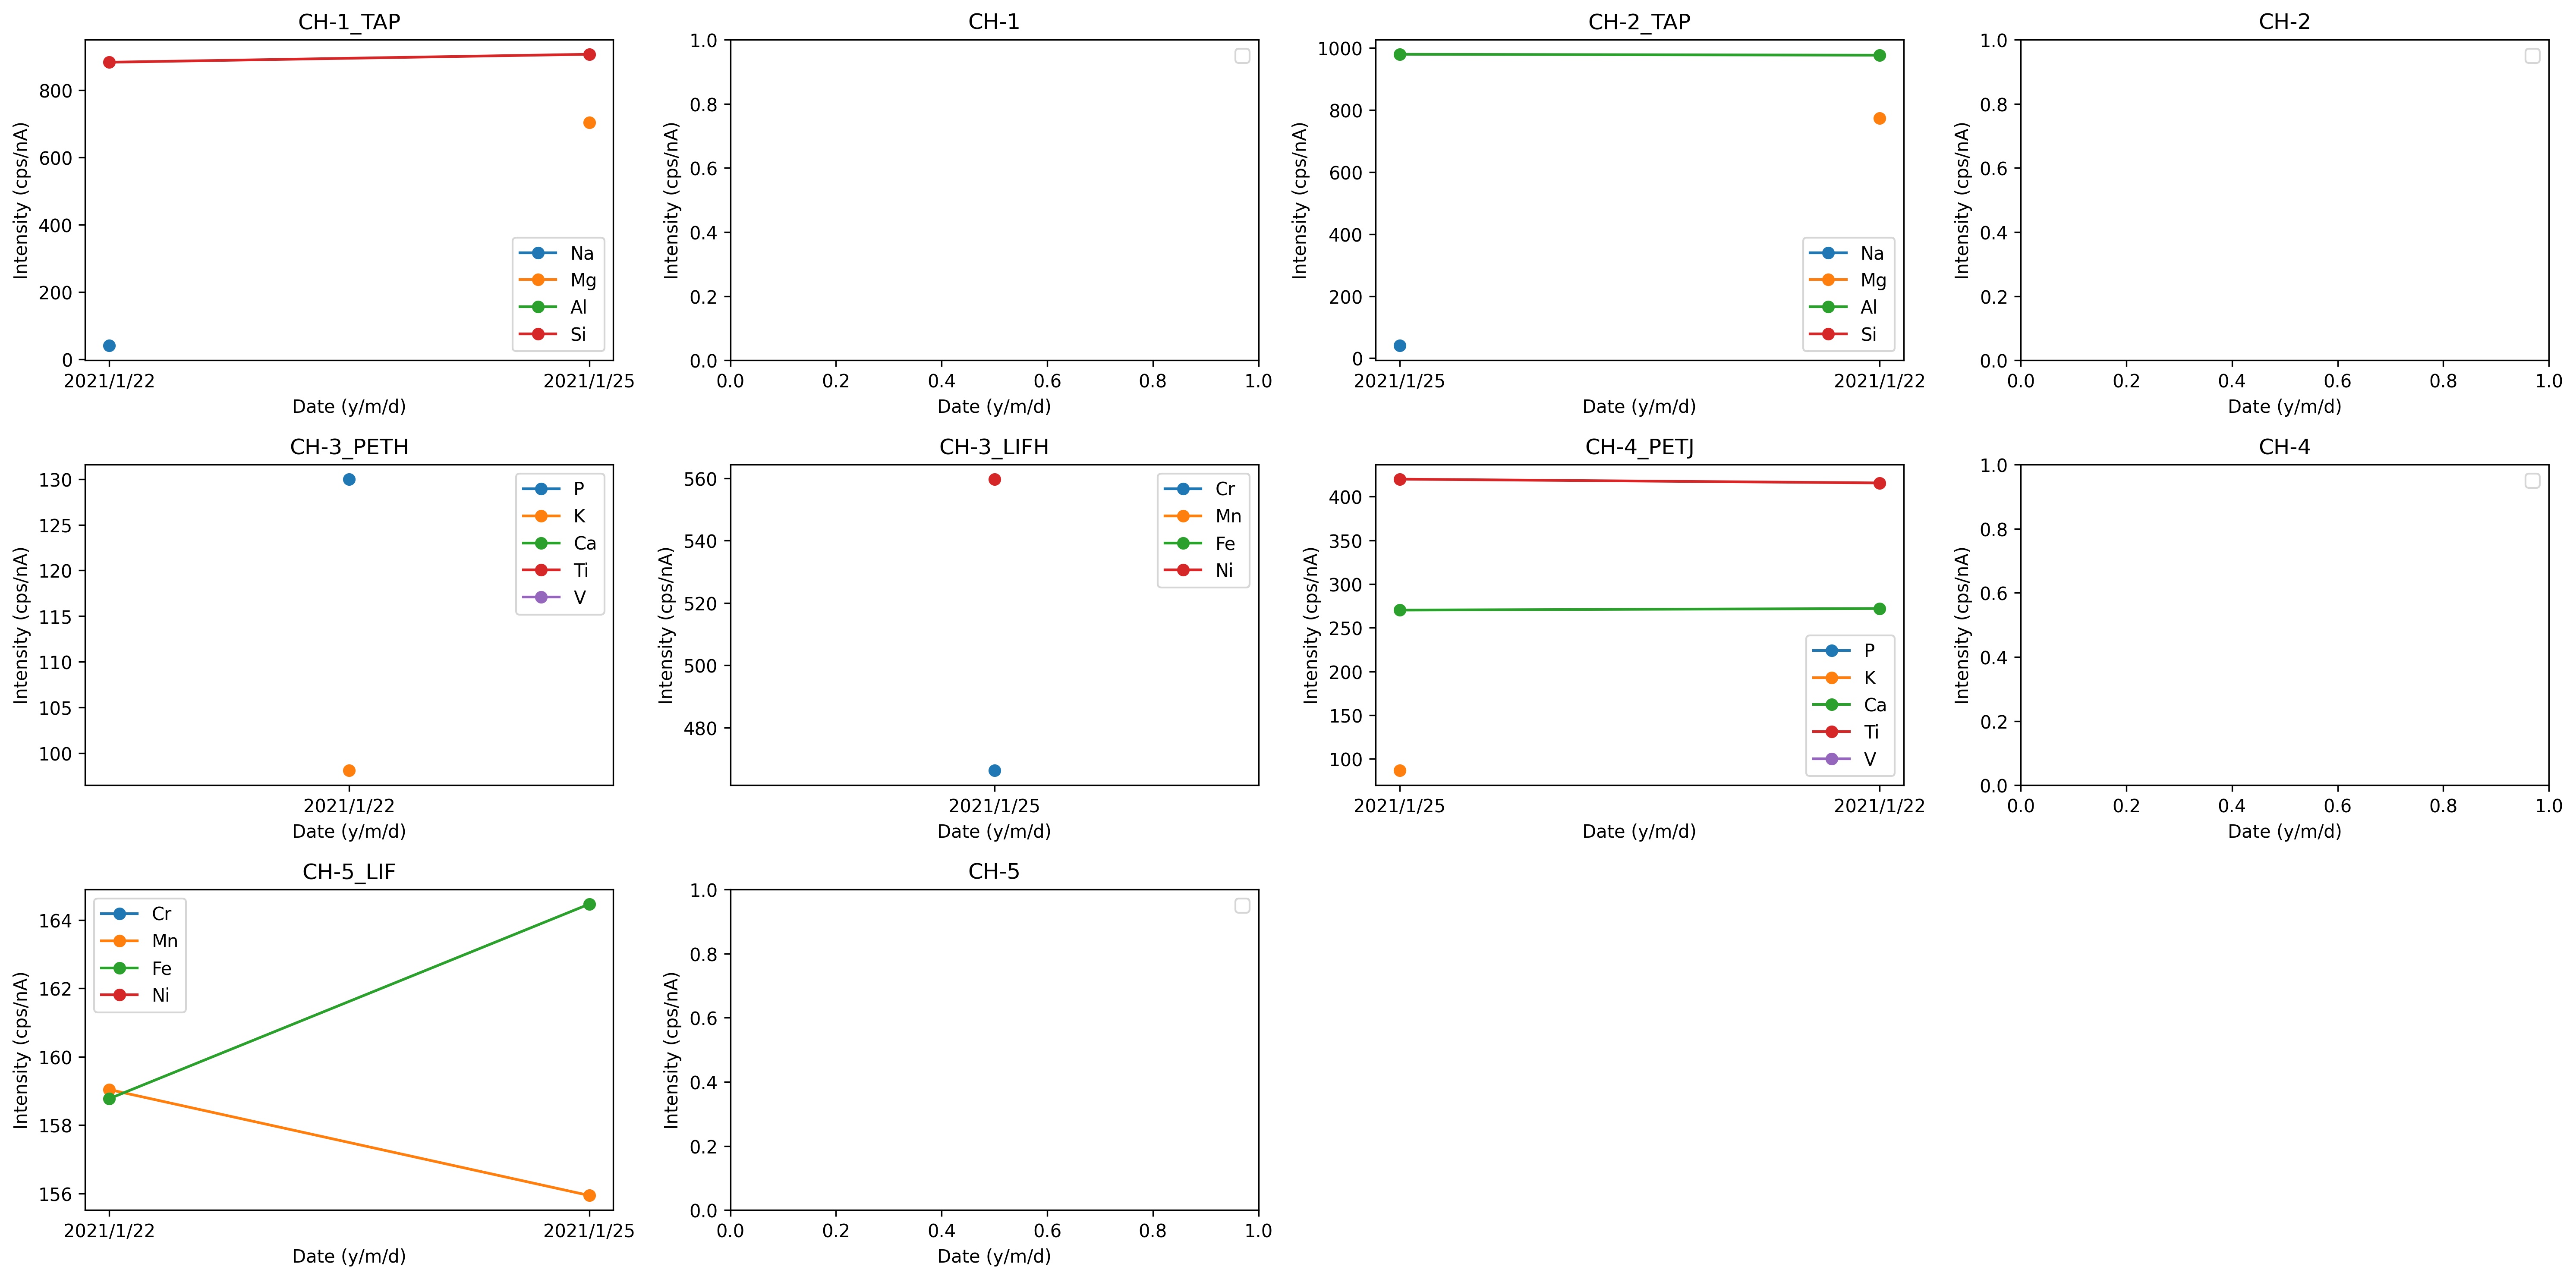 CH-1_TAP
Intensity (cps/nA)
800
600
400
200
0
Na
Mg
Al
Si
2021/1/22
2021/1/25
Date (y/m/d)
CH-1
Intensity (cps/nA)
1.0
0.8
0.6
0.4
0.2
0.0
0.0 0.2 0.4 0.6 0.8 1.0
Date (y/m/d)
CH-2_TAP
Intensity (cps/nA)
1000
800
600
400
200
0
Na
Mg
Al
Si
2021/1/25
2021/1/22
Date (y/m/d)
CH-2
Intensity (cps/nA)
1.0
0.8
0.6
0.4
0.2
0.0
0.0 0.2 0.4 0.6 0.8 1.0
Date (y/m/d)
CH-3_PETH
Intensity (cps/nA)
130
125
120
115
110
105
100
P
K
Ca
Ti
V
2021/1/22
Date (y/m/d)
CH-3_LIFH
Intensity (cps/nA)
560
540
520
500
480
Cr
Mn
Fe
Ni
2021/1/25
Date (y/m/d)
CH-4_PETJ
Intensity (cps/nA)
400
350
300
250
200
150
100
P
K
Ca
Ti
V
2021/1/25
2021/1/22
Date (y/m/d)
CH-4
Intensity (cps/nA)
1.0
0.8
0.6
0.4
0.2
0.0
0.0 0.2 0.4 0.6 0.8 1.0
Date (y/m/d)
CH-5_LIF
Intensity (cps/nA)
164
162
160
158
156
Cr
Mn
Fe
Ni
2021/1/22
2021/1/25
Date (y/m/d)
CH-5
Intensity (cps/nA)
1.0
0.8
0.6
0.4
0.2
0.0
0.0 0.2 0.4 0.6 0.8 1.0
Date (y/m/d)